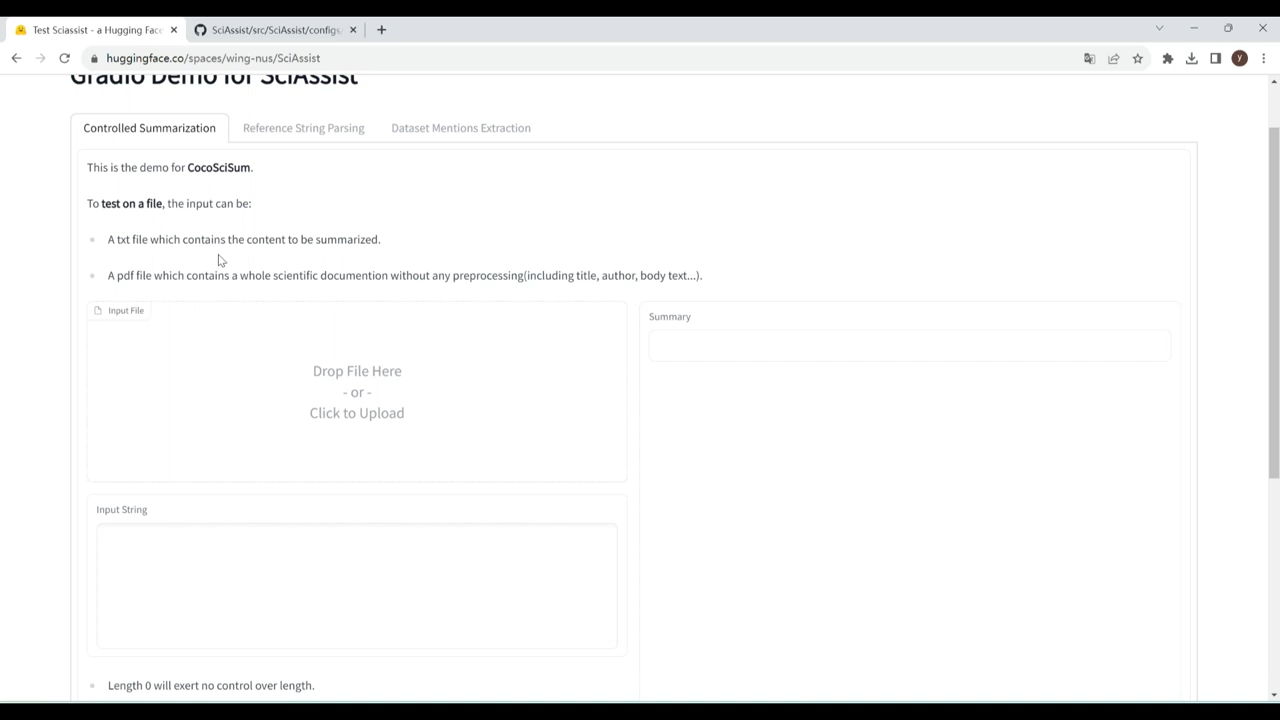 Test Sciassist - a Hugging Face
SciAssist/src/SciAssist/configs
huggingface.co/spaces/wing-nus/SciAssist
y
Gradio Demo for SciAssist
Controlled Summarization
Reference String Parsing
Dataset Mentions Extraction
This is the demo for CocoSciSum.
To test on a file, the input can be:
A txt file which contains the content to be summarized.
A pdf file which contains a whole scientific documention without any preprocessing(including title, author, body text...).
Input File
Summary
Drop File Here
- or -
Click to Upload
Input String
Length 0 will exert no control over length.